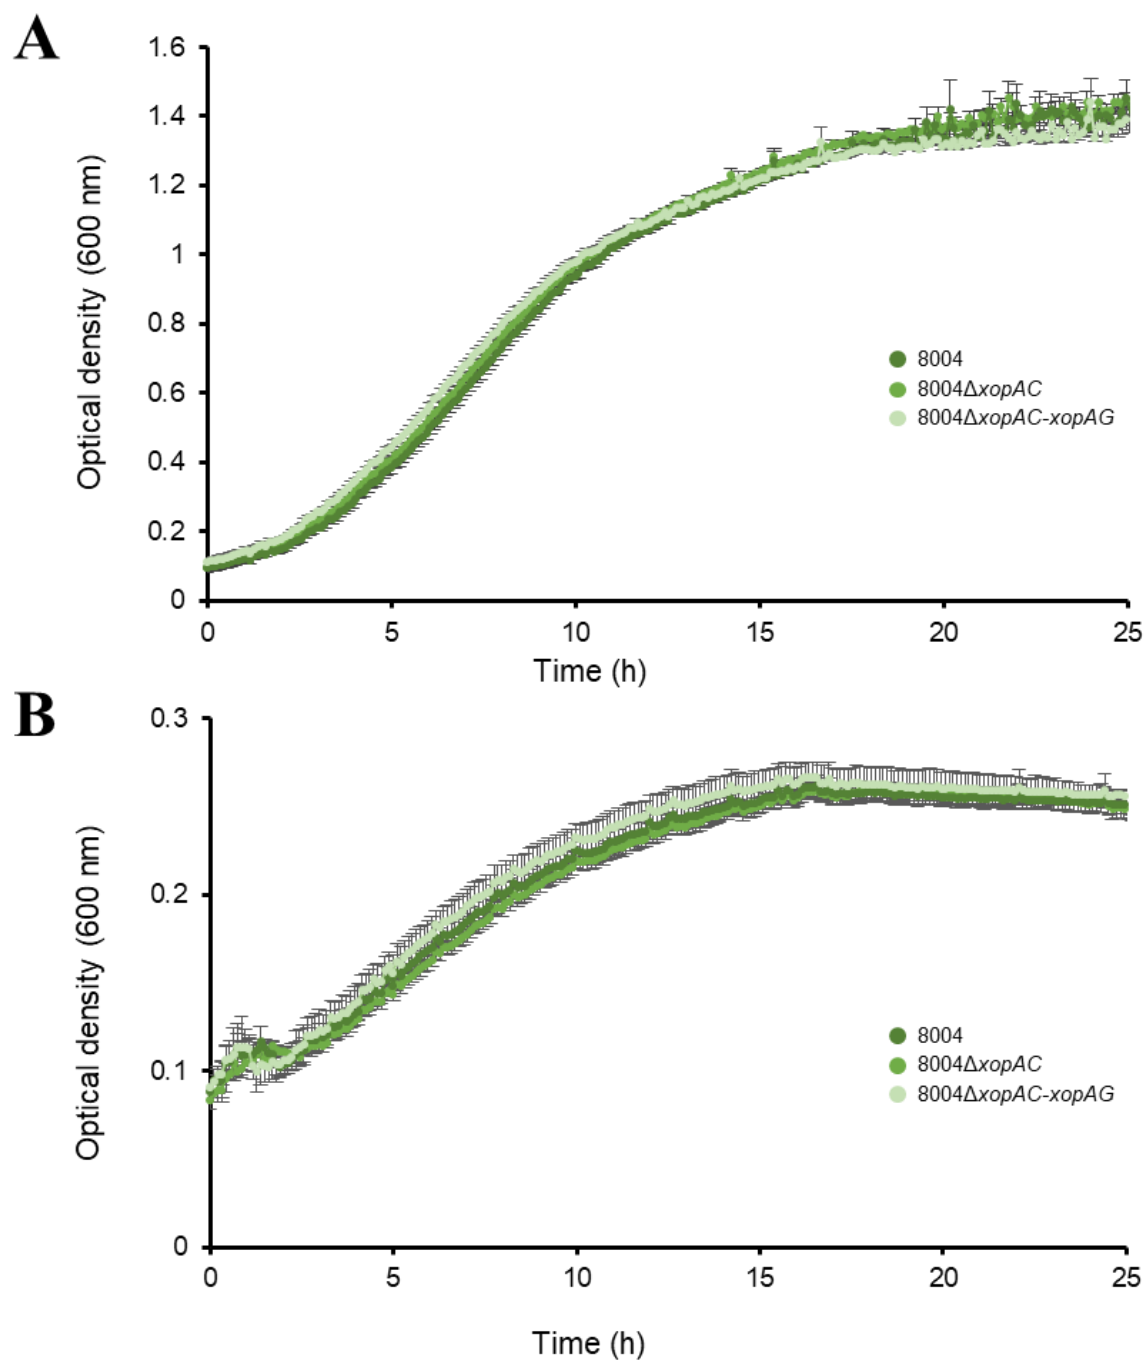 A
1.6
1.4
1.2
1
0.8
0.6
0.4
0.2
0
Optical density (600 nm)
8004
8004ΔxopAC
8004ΔxopAC-xopAG
0 5 10 15 20 25
Time (h)
B
0.3
0.2
0.1
0
Optical density (600 nm)
8004
8004ΔxopAC
8004ΔxopAC-xopAG
0 5 10 15 20 25
Time (h)